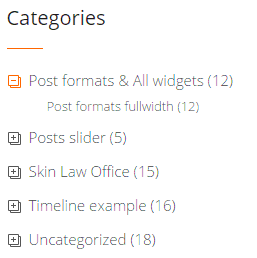 Categories
Post formats & All widgets (12)
Post formats fullwidth (12)
Posts slider (5)
Skin Law Office (15)
Timeline example (16)
Uncategorized (18)